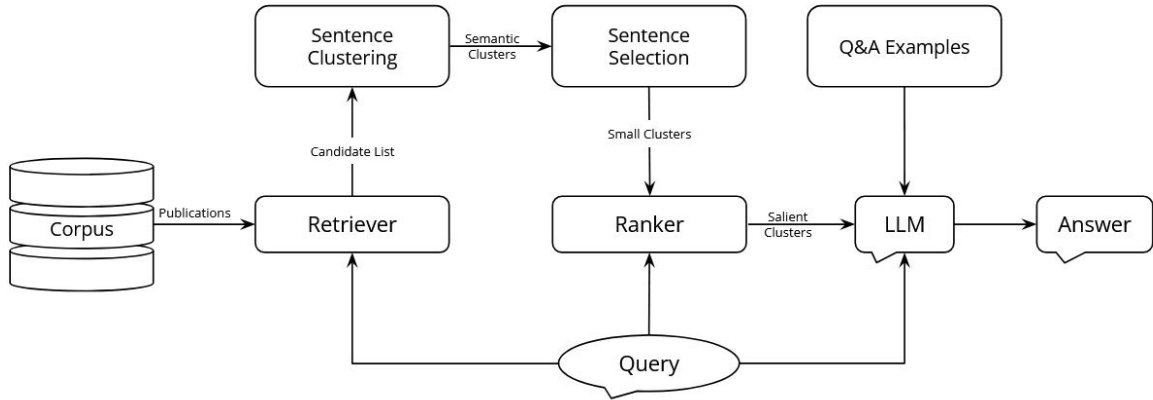 Sentence
Clustering
Semantic
Clusters
Sentence
Selection
Q&A Examples
Candidate List
Small Clusters
Corpus
Publications
Retriever
Ranker
Salient
Clusters
LLM
Answer
Query